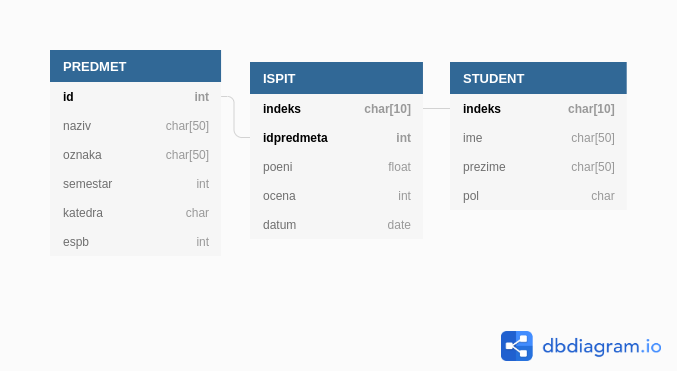 PREDMET
id int
naziv char[50]
oznaka char[50]
semestar int
katedra char
espb int
ISPIT
indeks char[10]
idpredmeta int
poeni float
ocena int
datum date
STUDENT
indeks char[10]
ime char[50]
prezime char[50]
pol char
dbdiagram.io